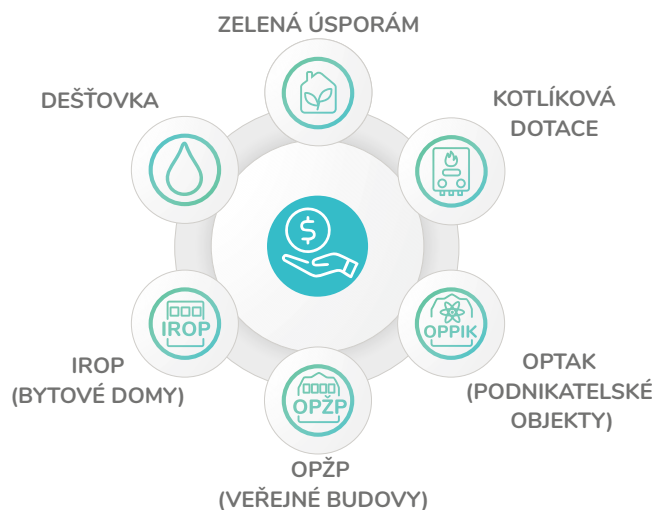 ZELENÁ ÚSPORÁM
DEŠŤOVKA
KOTLÍKOVÁ
DOTACE
$
IROP
OPPIK
IROP
(BYTOVÉ DOMY)
OPTAK
(PODNIKATELSKÉ
OBJEKTY)
OPŽP
OPŽP
(VEŘEJNÉ BUDOVY)